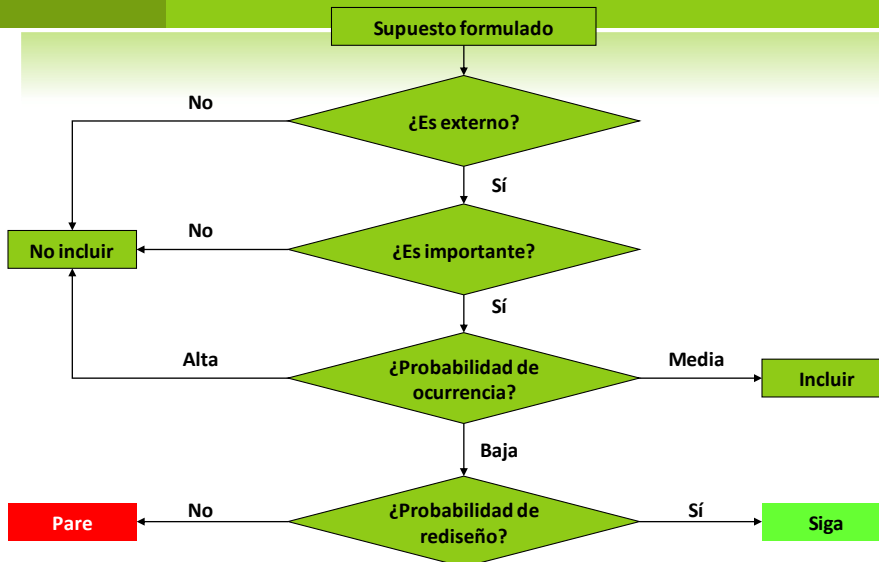 Supuesto formulado
No
¿Es externo?
Sí
No incluir
No
¿Es importante?
Sí
Alta
¿Probabilidad de
ocurrencia?
Media
Incluir
Baja
Pare
No
¿Probabilidad de
rediseño?
Sí
Siga